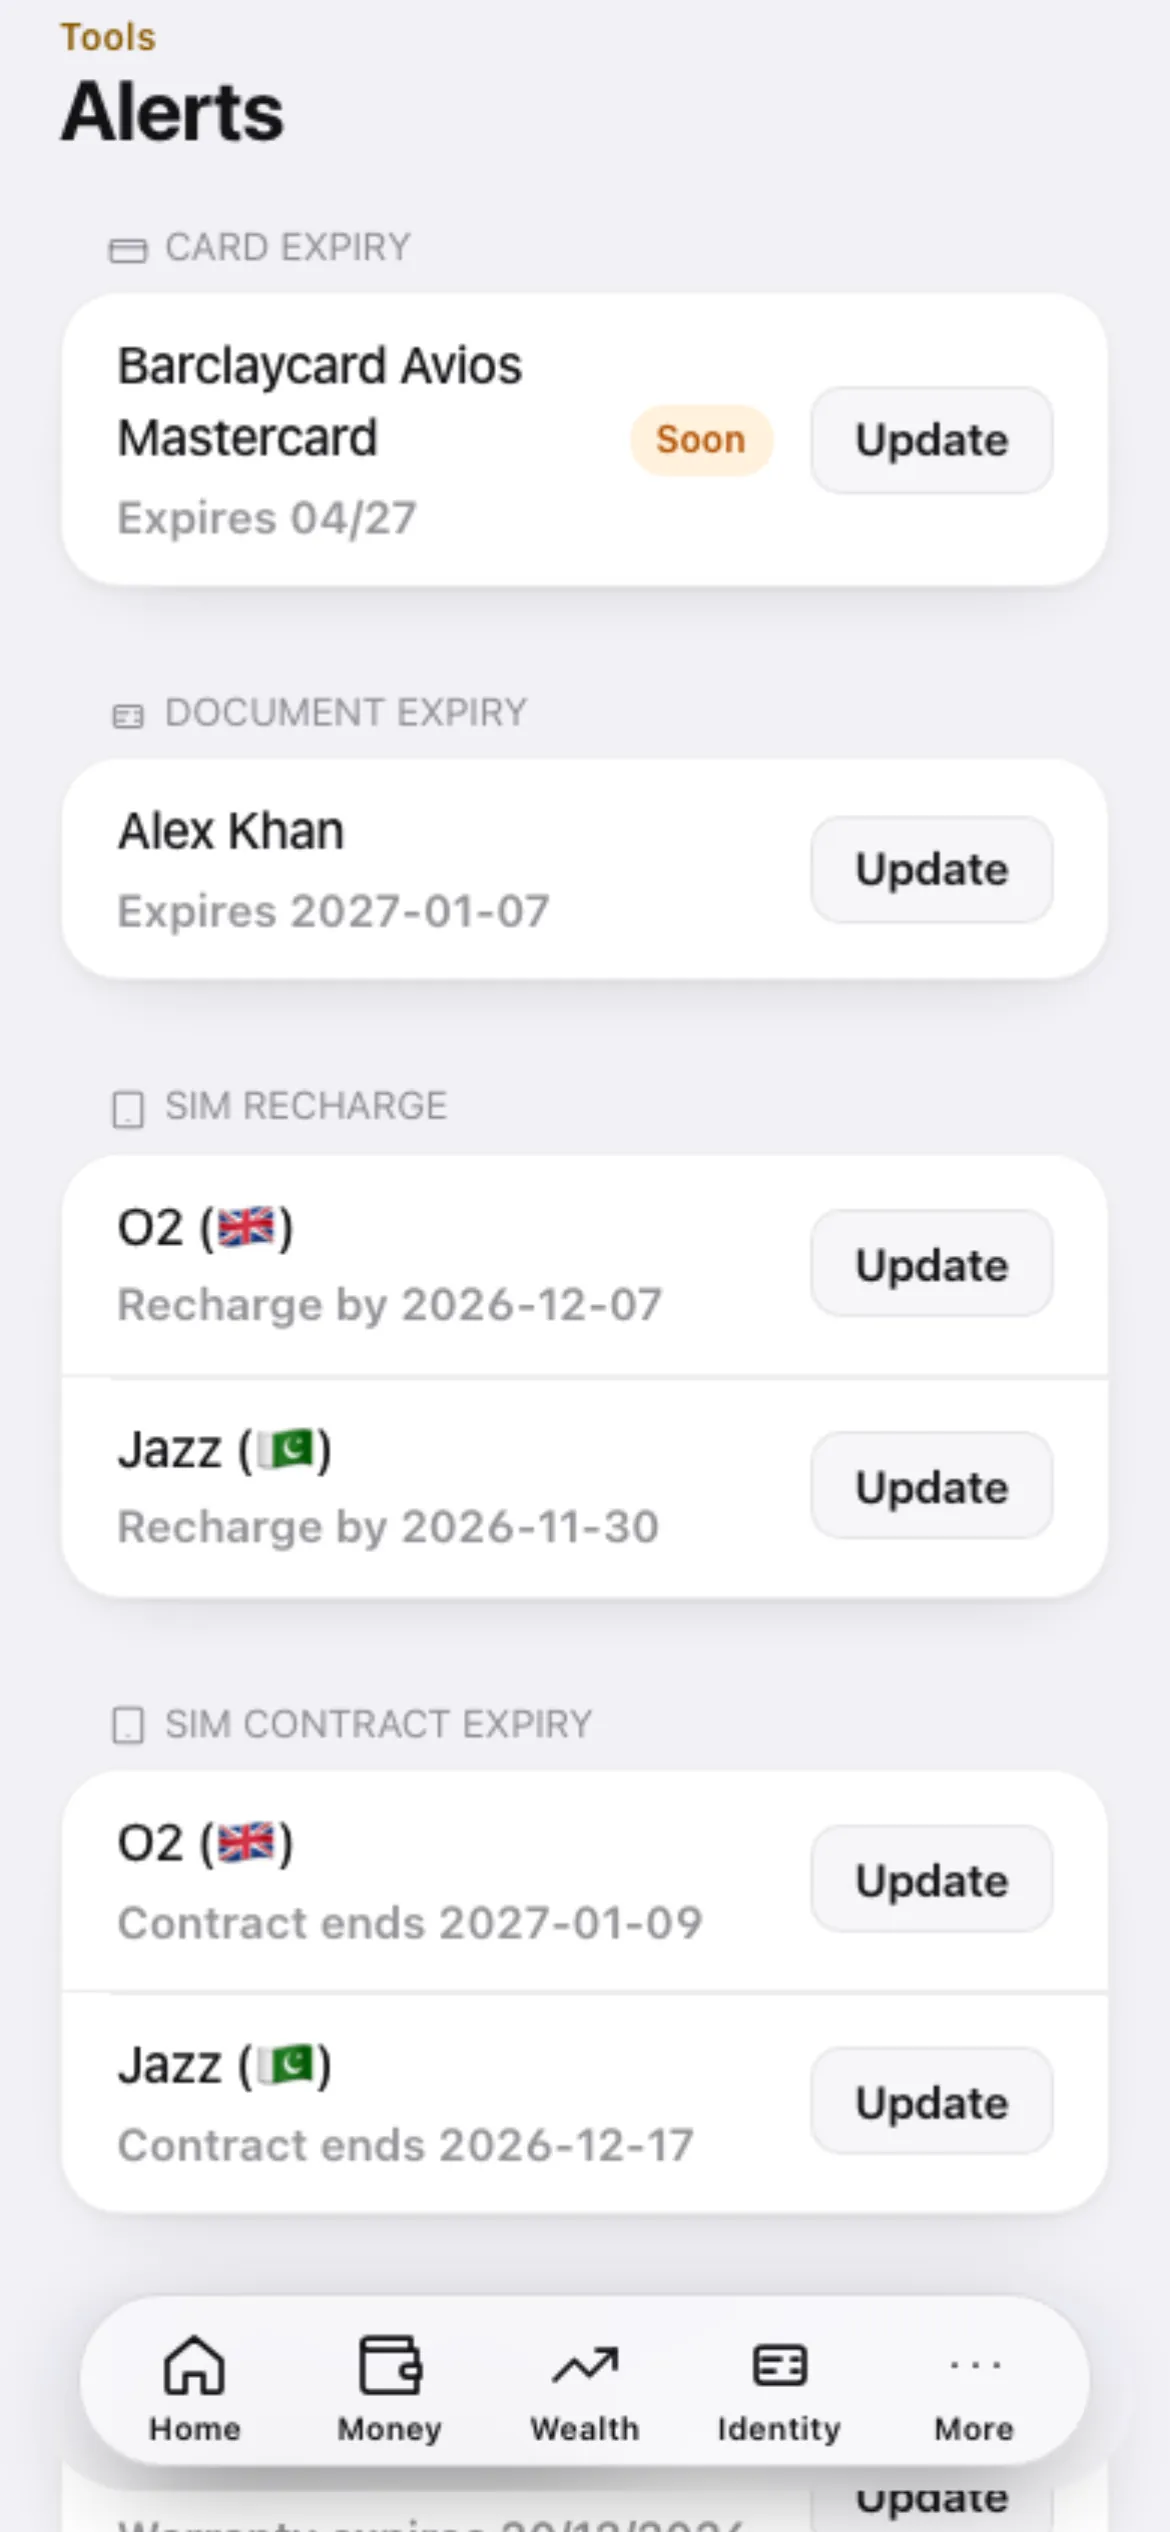 Tools
Alerts
CARD EXPIRY
Barclaycard Avios
Mastercard
Soon
Update
Expires 04/27
DOCUMENT EXPIRY
Alex Khan
Update
Expires 2027-01-07
SIM RECHARGE
O2 (🇬🇧)
Update
Recharge by 2026-12-07
Jazz (🇵🇰)
Update
Recharge by 2026-11-30
SIM CONTRACT EXPIRY
O2 (🇬🇧)
Update
Contract ends 2027-01-09
Jazz (🇵🇰)
Update
Contract ends 2026-12-17
Home
Money
Wealth
Identity
More
Update
Warranty expires